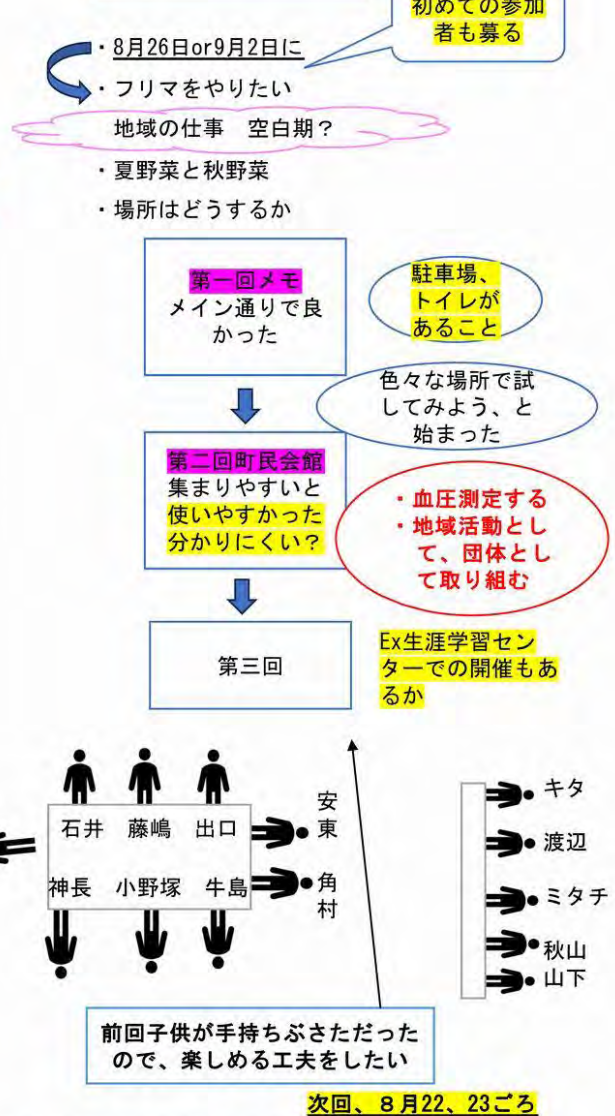 初めての参加
者も募る
・8月26日or9月2日に
・フリマをやりたい
地域の仕事　空白期？
・夏野菜と秋野菜
・場所はどうするか
第一回メモ
メイン通りで良
かった
駐車場、
トイレが
あること
色々な場所で試
してみよう、と
始まった
第二回町民会館
集まりやすいと
使いやすかった
分かりにくい？
・血圧測定する
・地域活動とし
て、団体とし
て取り組む
第三回
Ex生涯学習セン
ターでの開催もあ
るか
石井　藤嶋　出口
安東
神長　小野塚　牛島
角村
キタ
渡辺
ミタチ
秋山
山下
前回子供が手持ちぶさただった
ので、楽しめる工夫をしたい
次回、８月22、23ごろ